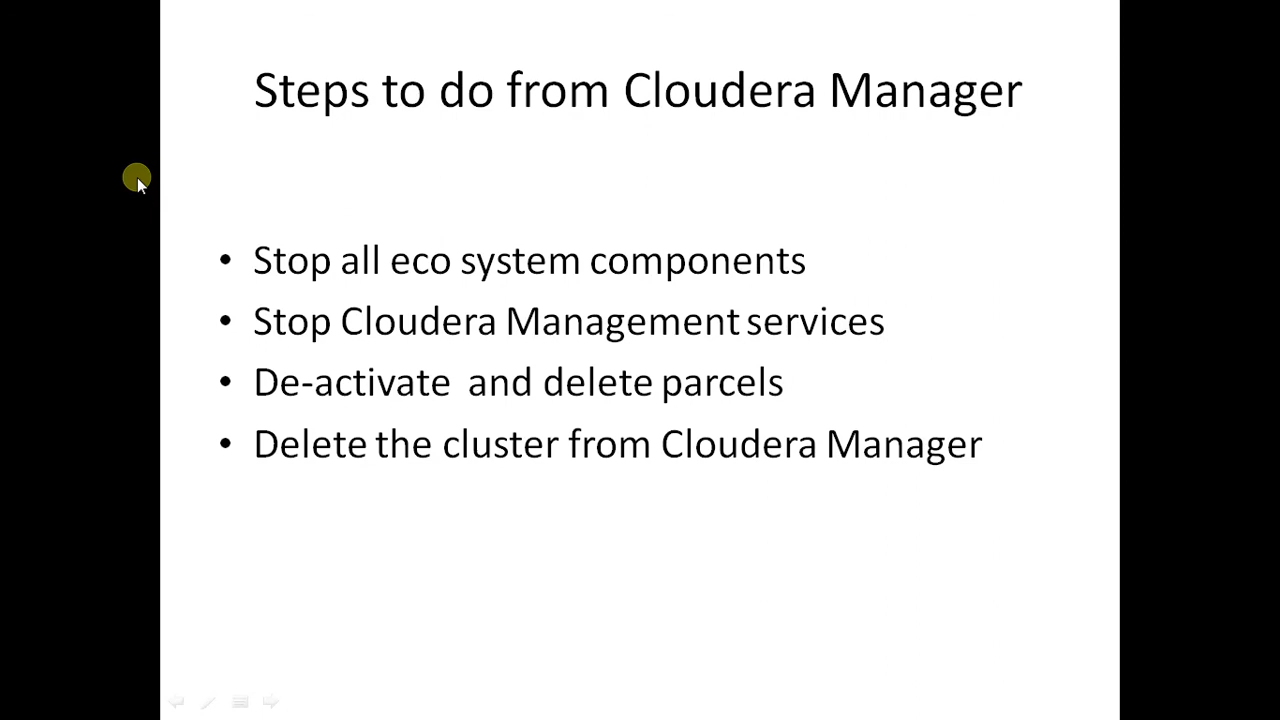 Steps to do from Cloudera Manager
• Stop all eco system components
• Stop Cloudera Management services
• De-activate and delete parcels
• Delete the cluster from Cloudera Manager